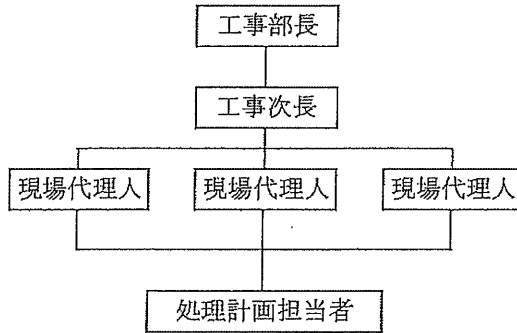 工事部長
工事次長
現場代理人
現場代理人
現場代理人
処理計画担当者